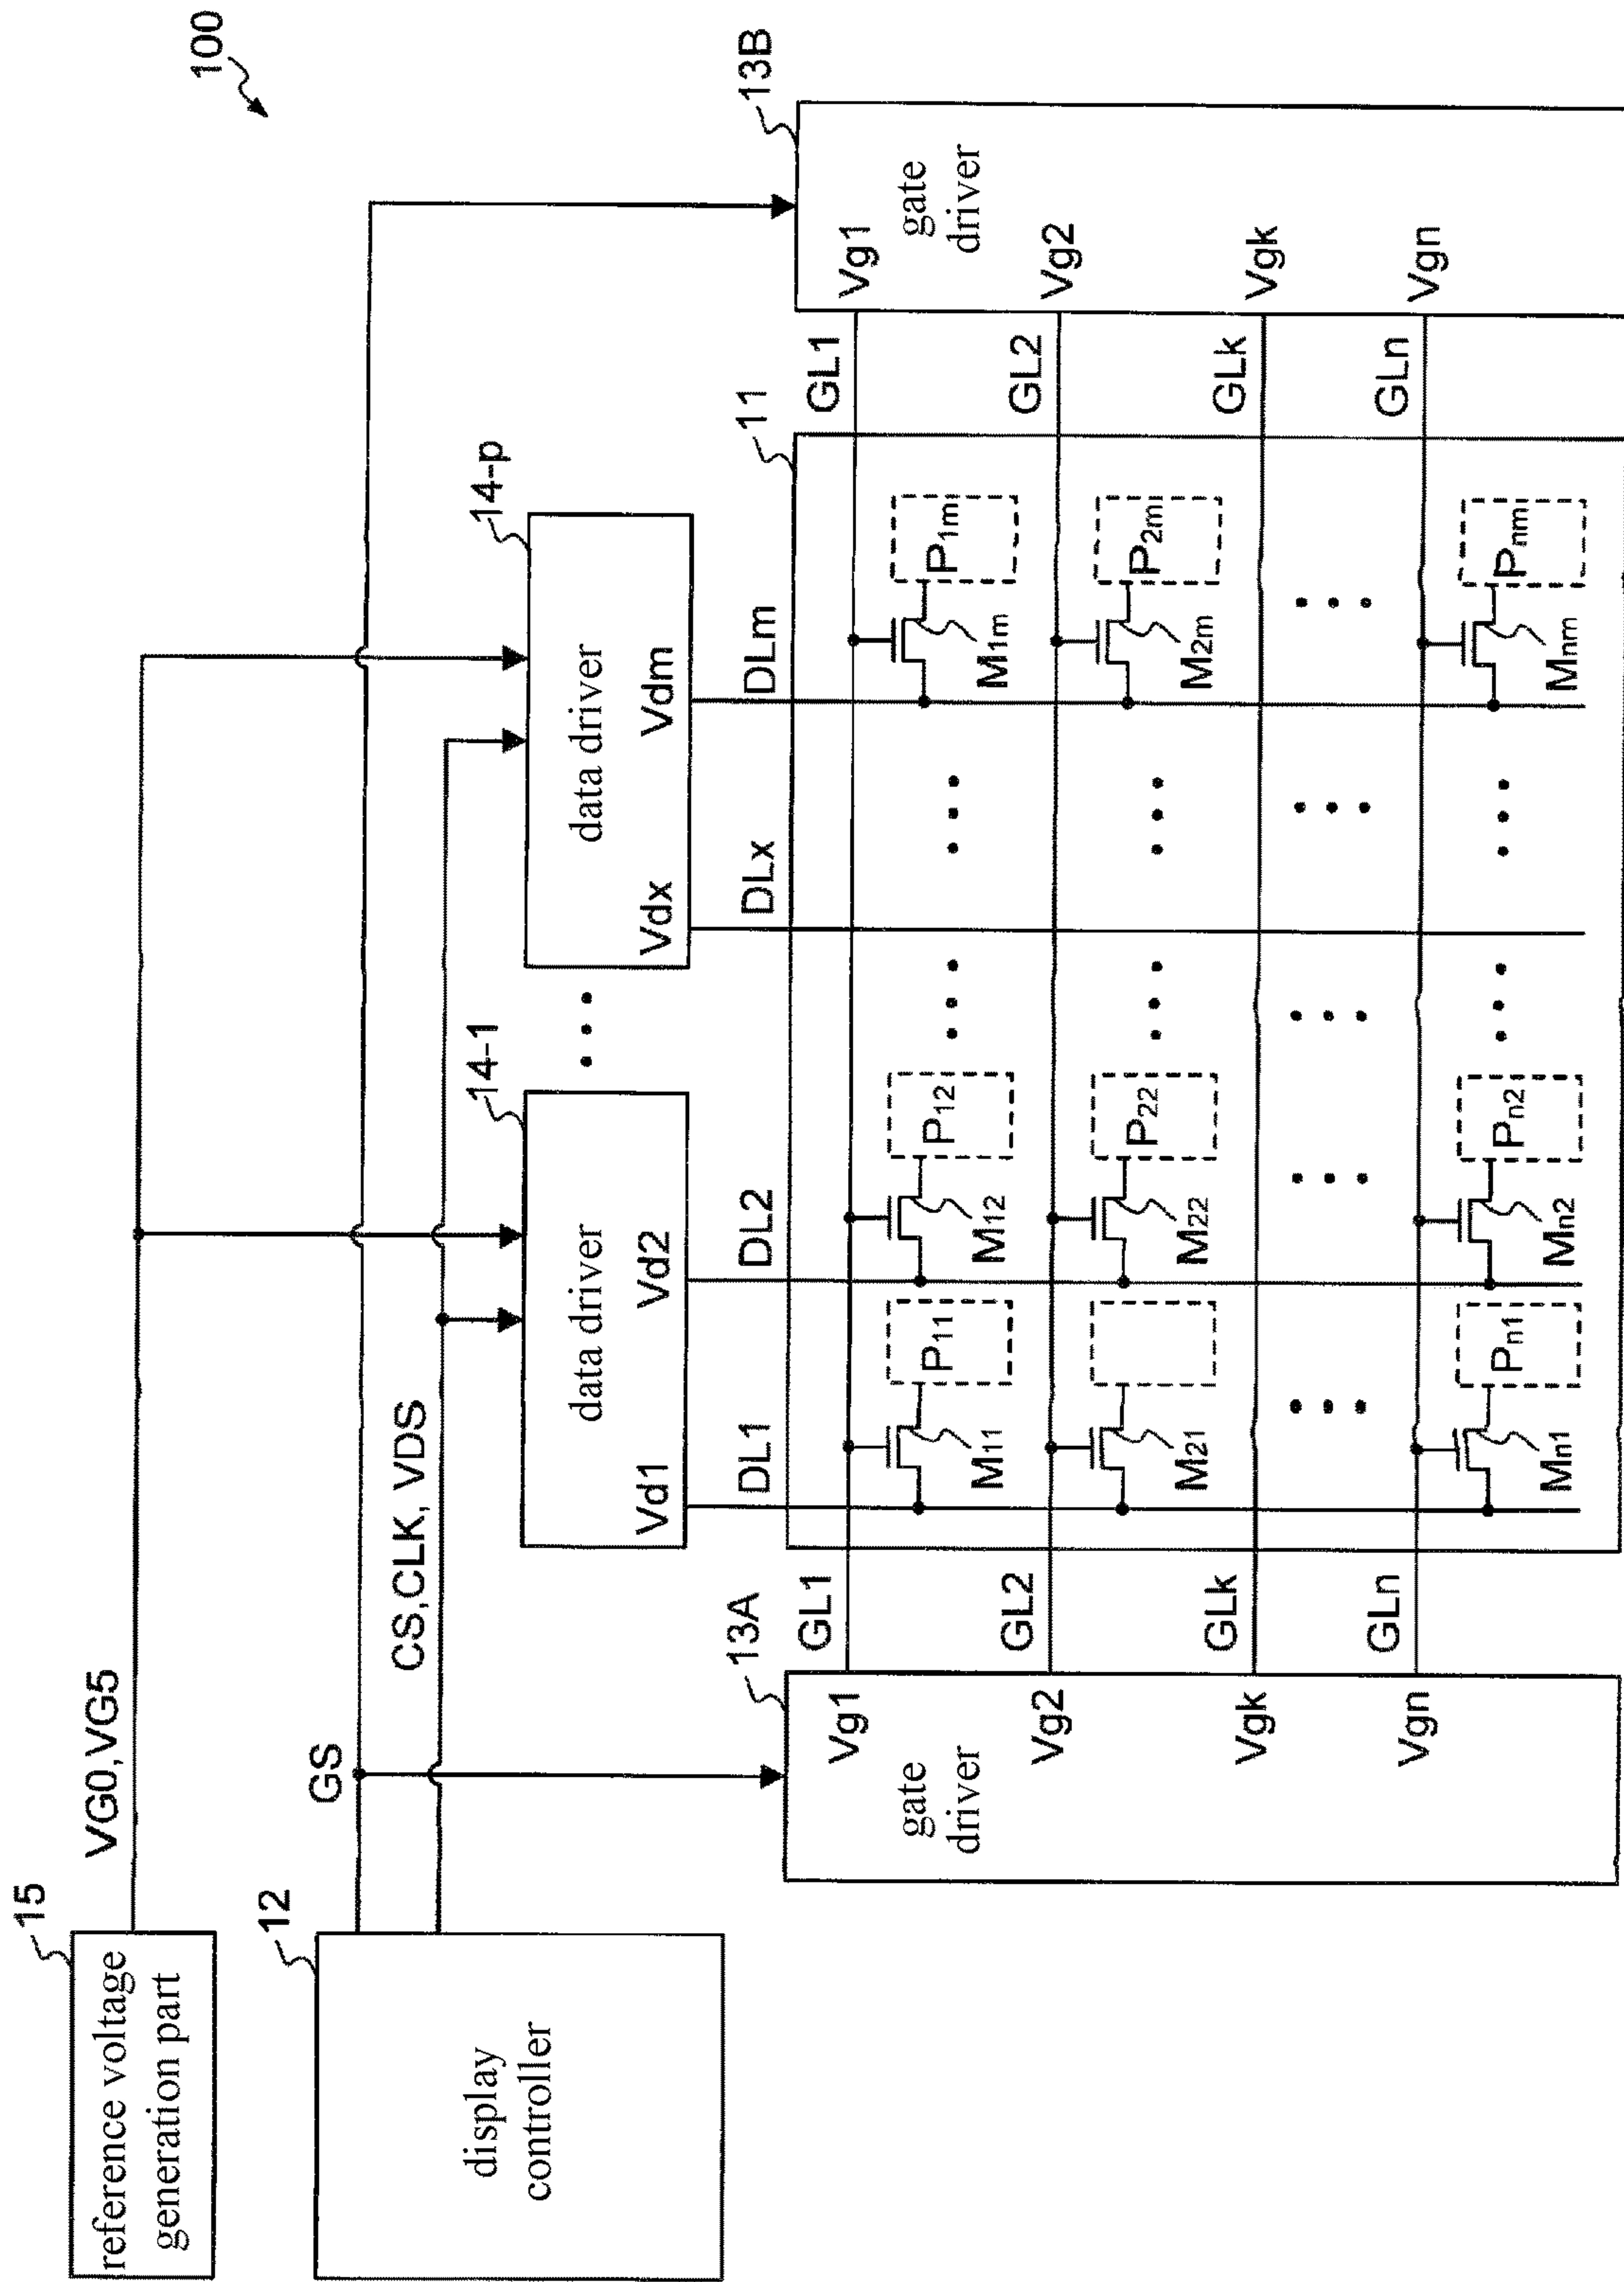 100
15
reference voltage
generation part
VG0,VG5
12
display
controller
GS
CS,CLK, VDS
14-1
data driver
Vd1
Vd2
. . .
14-p
data driver
Vdx
Vdm
13A
gate
driver
Vg1
Vg2
Vgk
Vgn
GL1
GL2
GLk
GLn
DL1
DL2
DLx
DLm
11
P11
M11
P12
M12
. . .
. . .
P1m
M1m
M21
P22
M22
. . .
. . .
P2m
M2m
. . .
. . .
. . .
. . .
. . .
Pn1
Mn1
Pn2
Mn2
. . .
. . .
Pnm
Mnm
GL1
GL2
GLk
GLn
13B
gate
driver
Vg1
Vg2
Vgk
Vgn